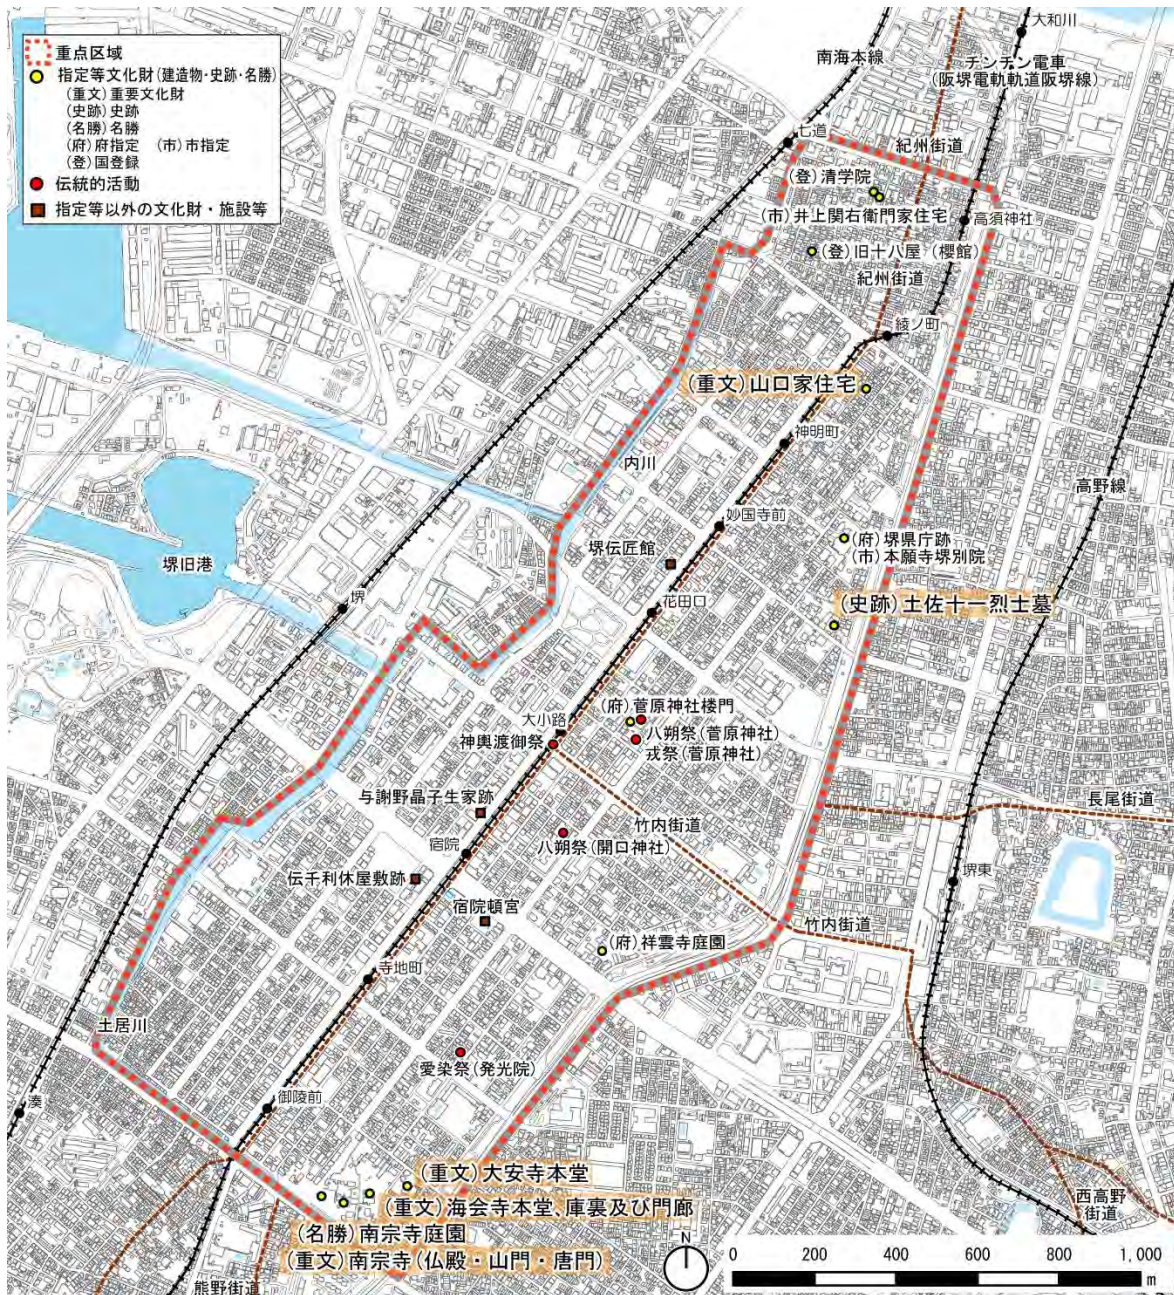 重点区域
指定等文化財(建造物・史跡・名勝)
(重文)重要文化財
(史跡)史跡
(名勝)名勝
(府)府指定 (市)市指定
(登)国登録
伝統的活動
指定等以外の文化財・施設等
大和川
南海本線
チンチン電車
(阪堺電軌軌道阪堺線)
七道
紀州街道
(登)清学院
(市)井上関右衛門家住宅
高須神社
(登)旧十八屋(櫻館)
紀州街道
綾ノ町
(重文)山口家住宅
神明町
内川
高野線
妙国寺前
(府)堺県庁跡
(市)本願寺堺別院
堺伝匠館
堺旧港
堺
花田口
(史跡)土佐十一烈士墓
(府)菅原神社楼門
大小路
八朔祭(菅原神社)
神輿渡御祭
戎祭(菅原神社)
与謝野晶子生家跡
長尾街道
竹内街道
八朔祭(開口神社)
宿院
伝千利休屋敷跡
堺東
宿院頓宮
竹内街道
(府)祥雲寺庭園
寺地町
土居川
愛染祭(発光院)
御陵前
湊
(重文)大安寺本堂
(重文)海会寺本堂、庫裏及び門廊
(名勝)南宗寺庭園
(重文)南宗寺(仏殿・山門・唐門)
西高野
街道
熊野街道
N
0 200 400 600 800 1,000
m